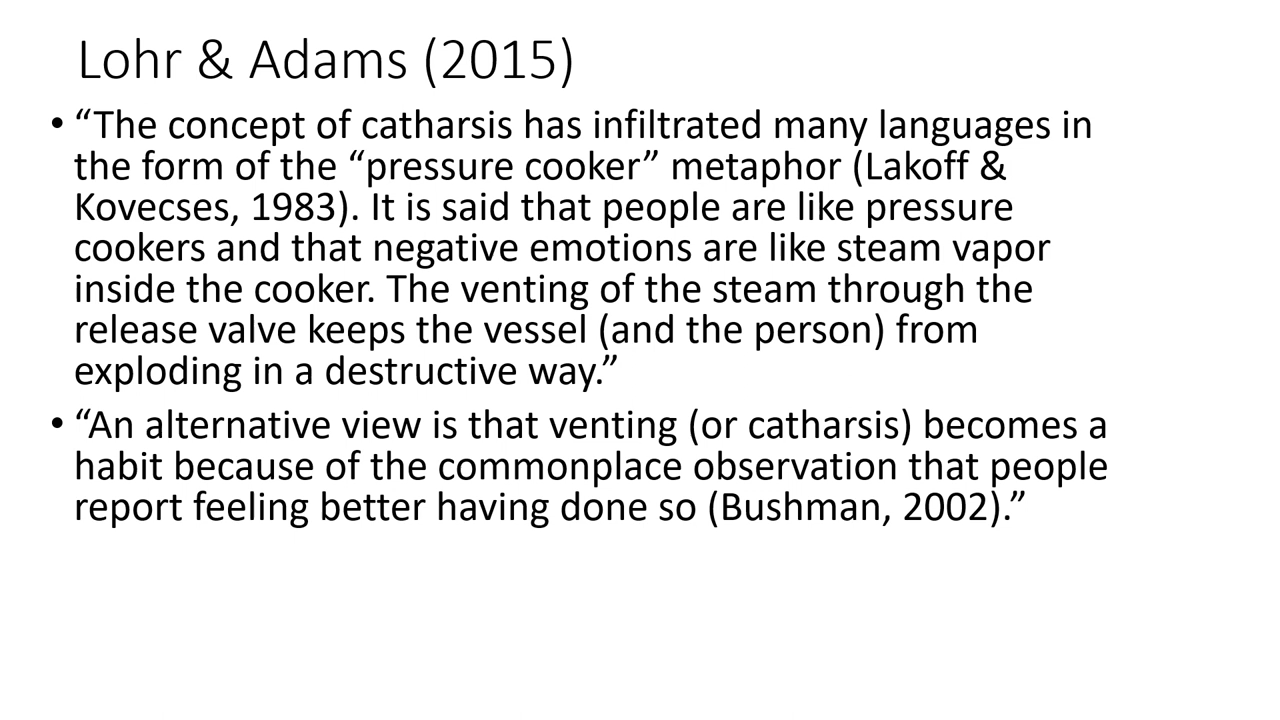 Lohr & Adams (2015)
• “The concept of catharsis has infiltrated many languages in
the form of the “pressure cooker” metaphor (Lakoff &
Kovecses, 1983). It is said that people are like pressure
cookers and that negative emotions are like steam vapor
inside the cooker. The venting of the steam through the
release valve keeps the vessel (and the person) from
exploding in a destructive way.”
• “An alternative view is that venting (or catharsis) becomes a
habit because of the commonplace observation that people
report feeling better having done so (Bushman, 2002).”